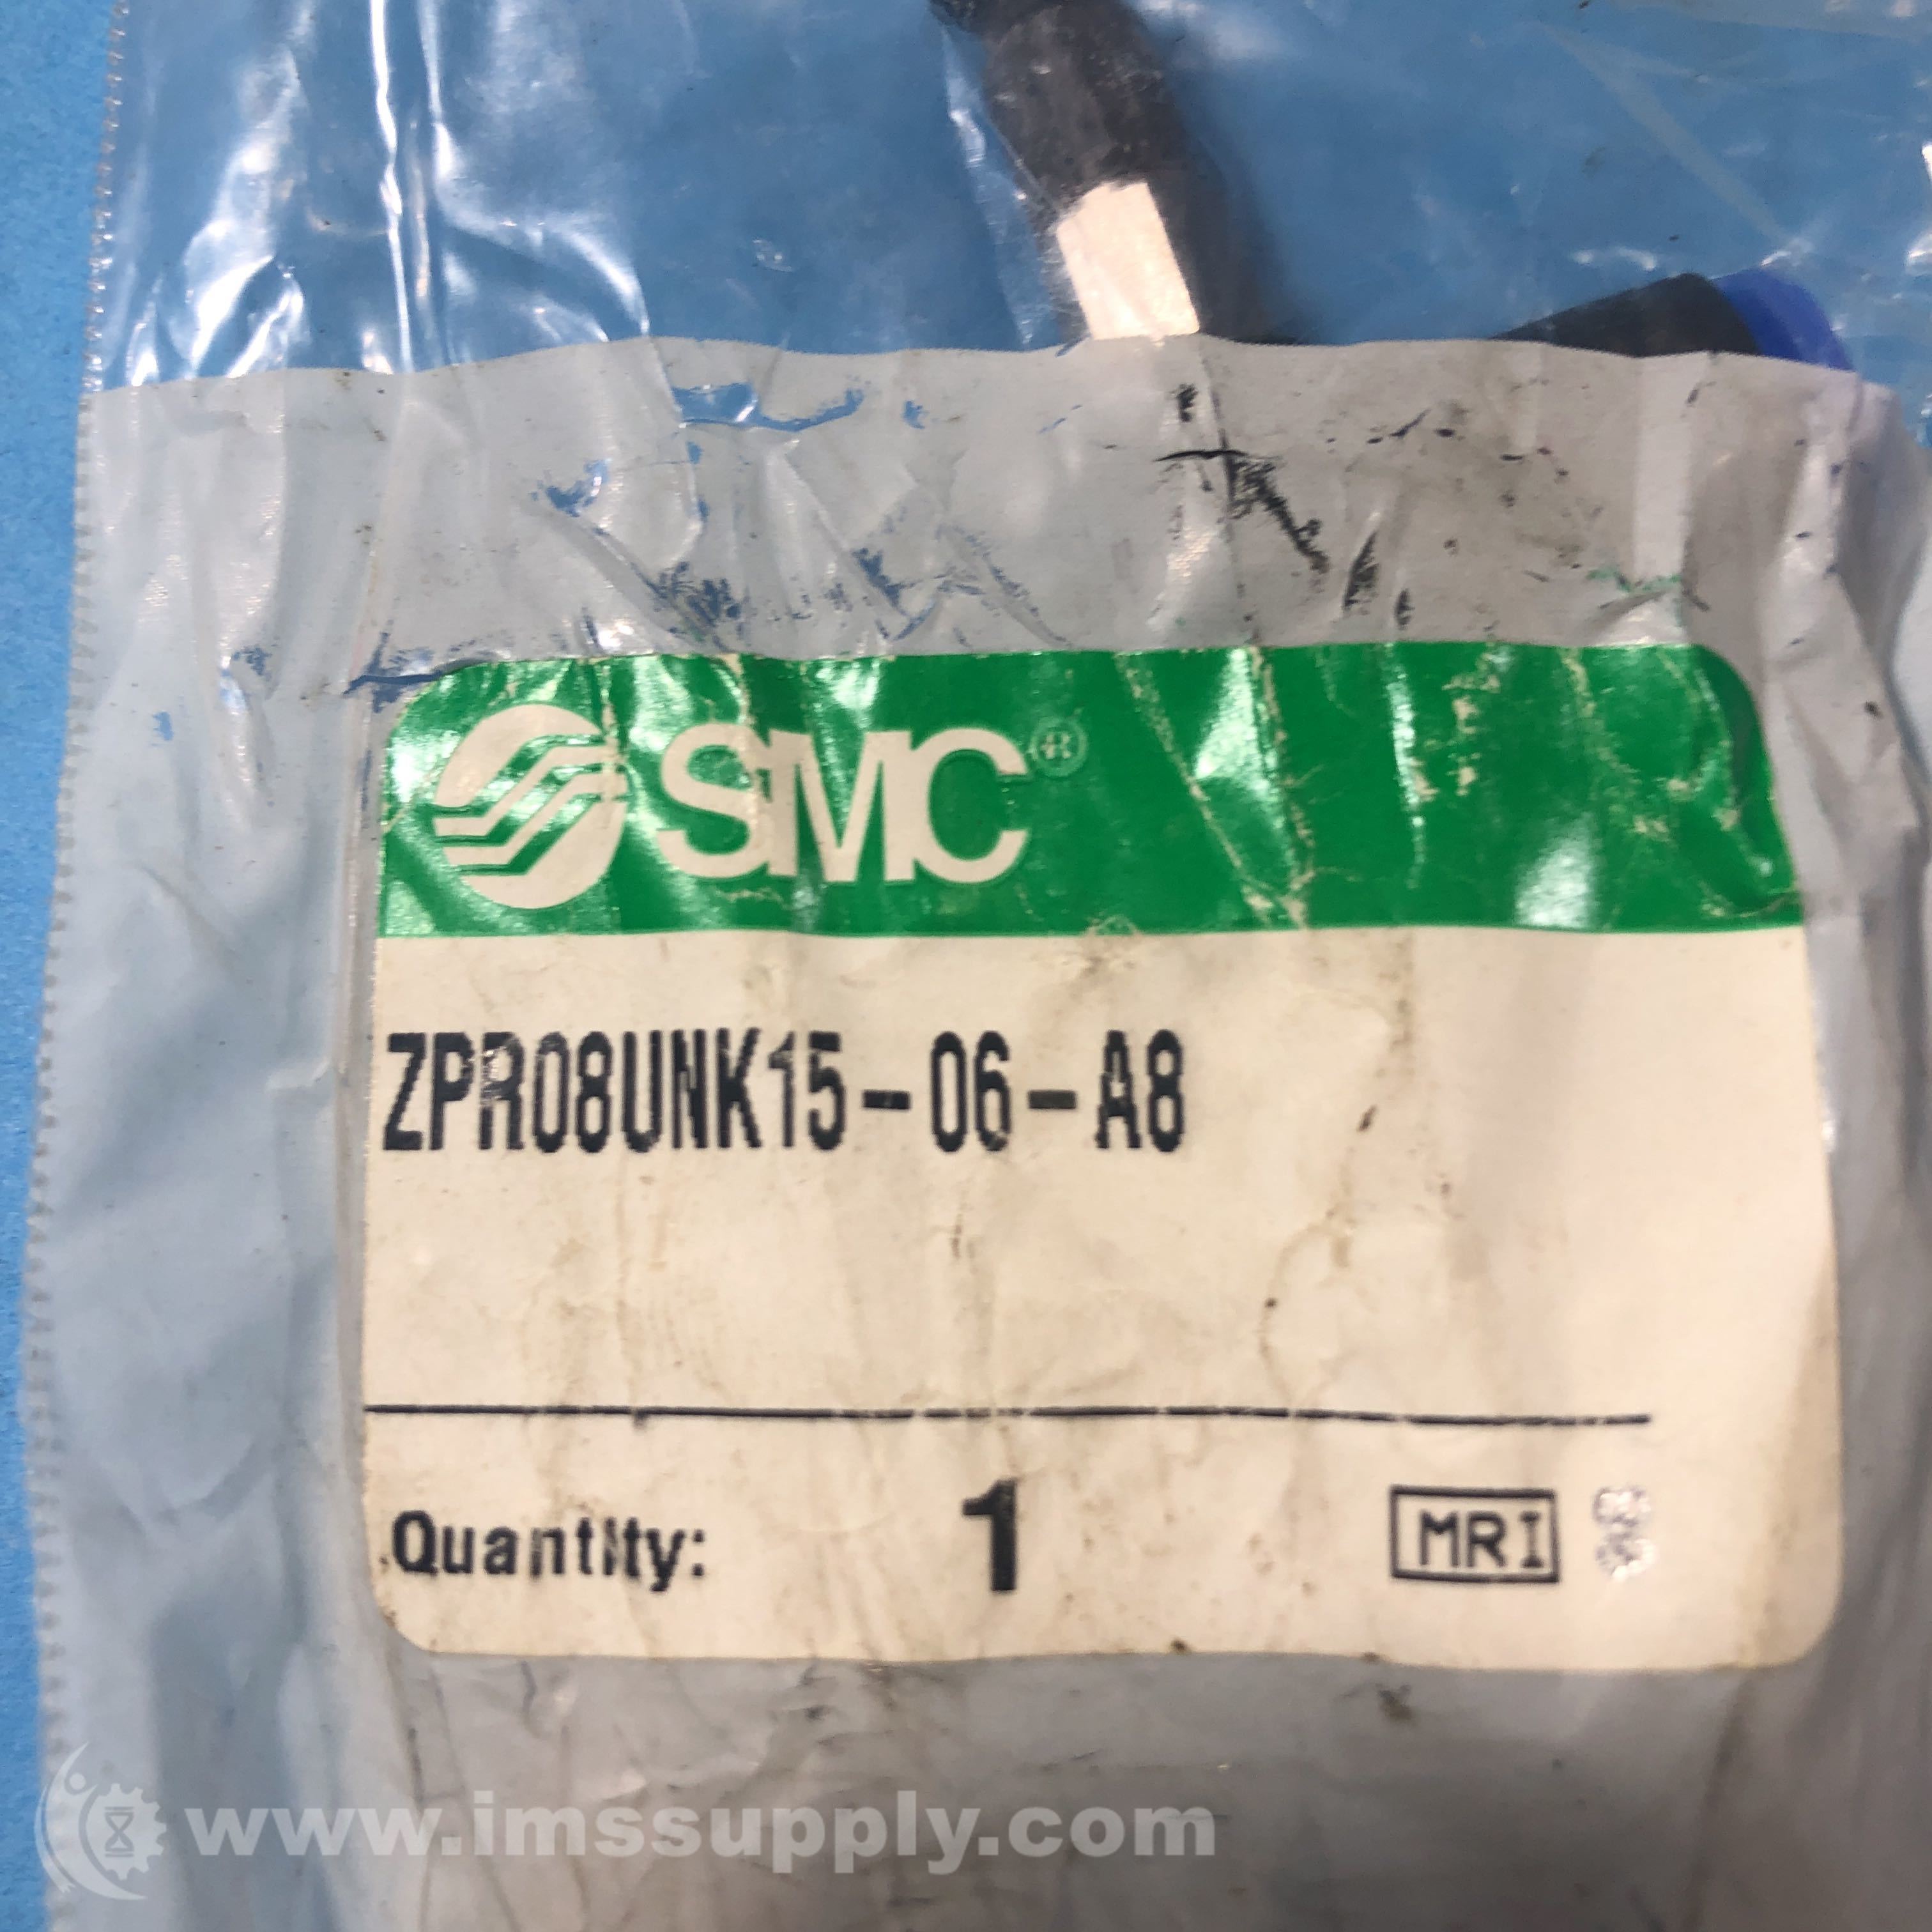 SMC®
ZPR08UNK15-06-A8
Quantity: 1 MRI
www.imssupply.com